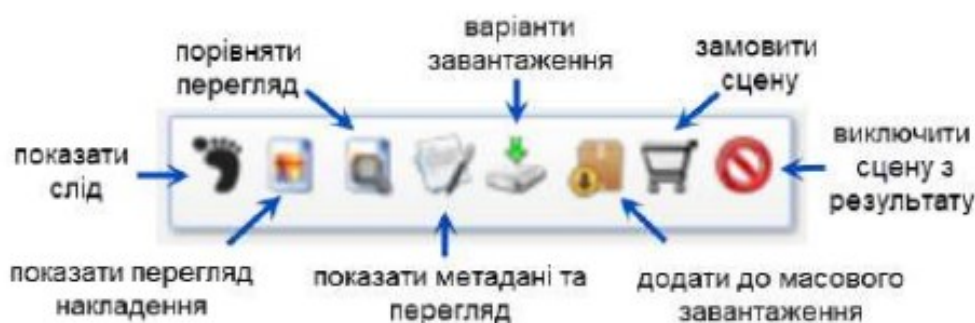 порівняти
перегляд
варіанти
завантаження
замовити
сцену
показати
слід
виключити
сцену з
результату
показати перегляд
накладення
показати метадані та
перегляд
додати до масового
завантаження